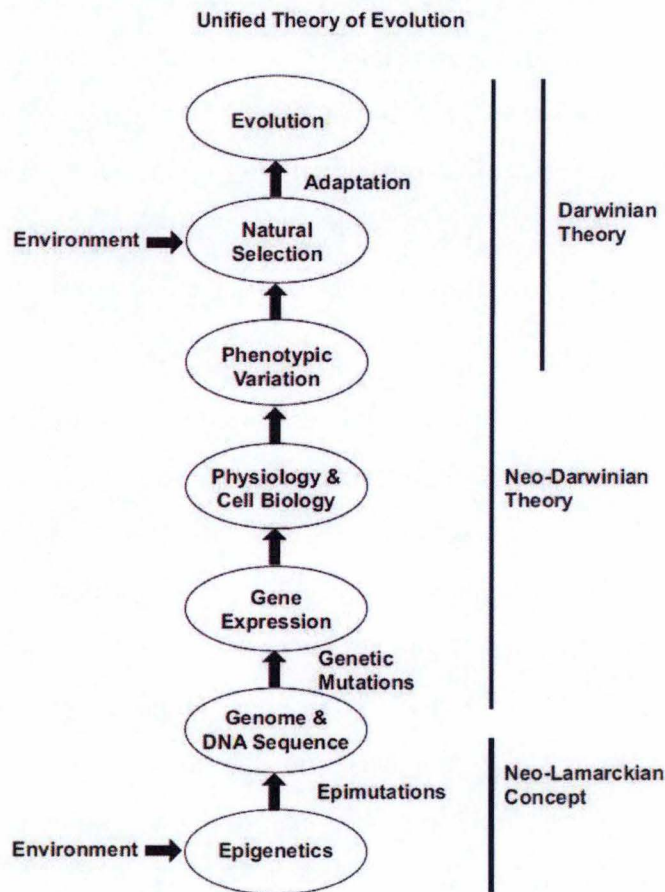 Unified Theory of Evolution
Evolution
Adaptation
Darwinian
Theory
Environment
Natural
Selection
Phenotypic
Variation
Physiology &
Cell Biology
Neo-Darwinian
Theory
Gene
Expression
Genetic
Mutations
Genome &
DNA Sequence
Neo-Lamarckian
Concept
Epimutations
Environment
Epigenetics